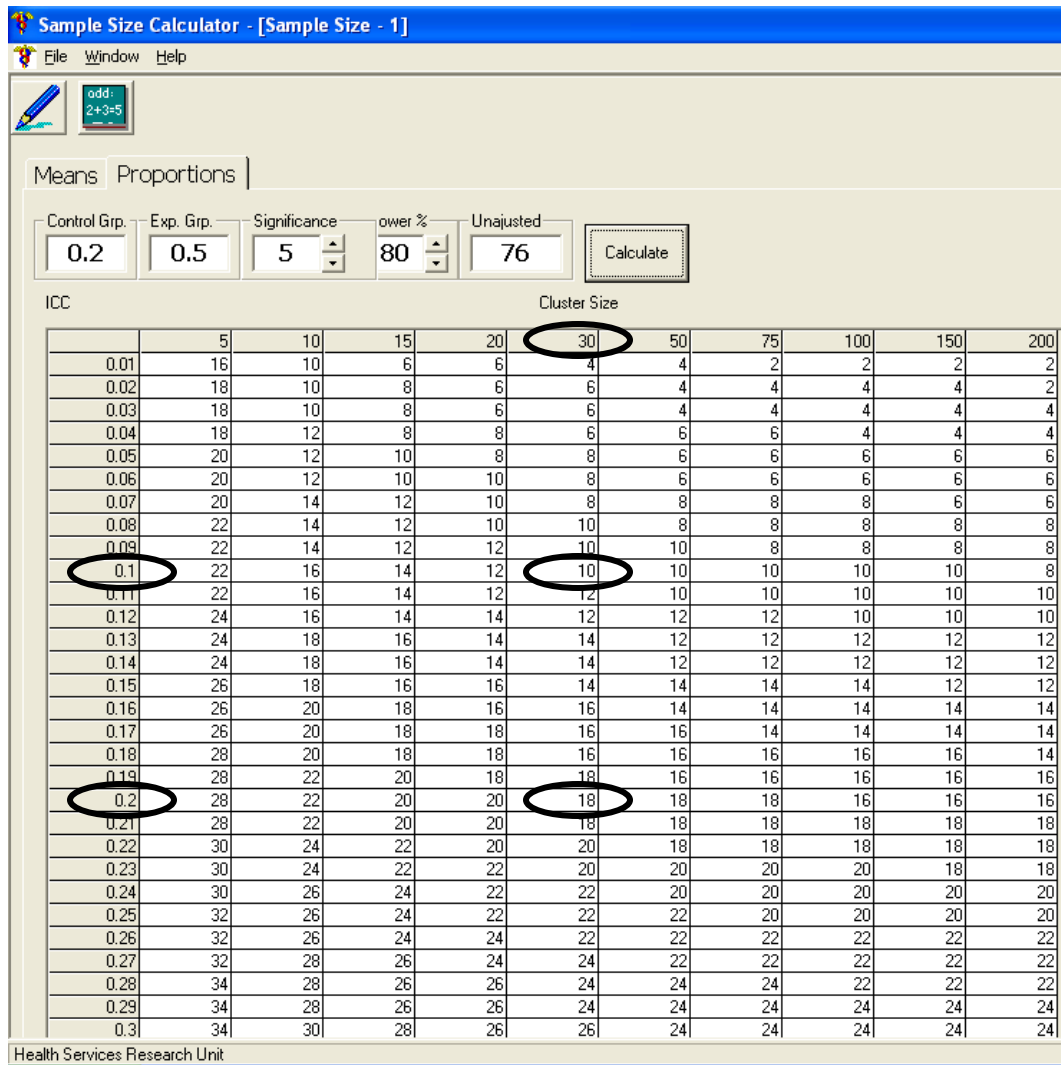 Sample Size Calculator - [Sample Size - 1]
File Window Help
add:
2+3=5
Means Proportions
Control Grp. Exp. Grp. Significance ower % Unajusted
0.2 0.5 5 80 76 Calculate
ICC Cluster Size
5 10 15 20 30 50 75 100 150 200
0.01 16 10 6 6 4 4 2 2 2 2
0.02 18 10 8 6 6 4 4 4 4 2
0.03 18 10 8 6 6 4 4 4 4 4
0.04 18 12 8 8 6 6 6 4 4 4
0.05 20 12 10 8 8 6 6 6 6 6
0.06 20 12 10 10 8 6 6 6 6 6
0.07 20 14 12 10 8 8 8 8 6 6
0.08 22 14 12 10 10 8 8 8 8 8
0.09 22 14 12 12 10 10 8 8 8 8
0.1 22 16 14 12 10 10 10 10 10 8
0.11 22 16 14 12 12 10 10 10 10 10
0.12 24 16 14 14 12 12 12 10 10 10
0.13 24 18 16 14 14 12 12 12 12 12
0.14 24 18 16 14 14 12 12 12 12 12
0.15 26 18 16 16 14 14 14 14 12 12
0.16 26 20 18 16 16 14 14 14 14 14
0.17 26 20 18 18 16 16 14 14 14 14
0.18 28 20 18 18 16 16 16 16 16 14
0.19 28 22 20 18 18 16 16 16 16 16
0.2 28 22 20 20 18 18 18 16 16 16
0.21 28 22 20 20 18 18 18 18 18 18
0.22 30 24 22 20 20 18 18 18 18 18
0.23 30 24 22 22 20 20 20 20 18 18
0.24 30 26 24 22 22 20 20 20 20 20
0.25 32 26 24 22 22 22 20 20 20 20
0.26 32 26 24 24 22 22 22 22 22 22
0.27 32 28 26 24 24 22 22 22 22 22
0.28 34 28 26 26 24 24 24 22 22 22
0.29 34 28 26 26 24 24 24 24 24 24
0.3 34 30 28 26 26 24 24 24 24 24
Health Services Research Unit